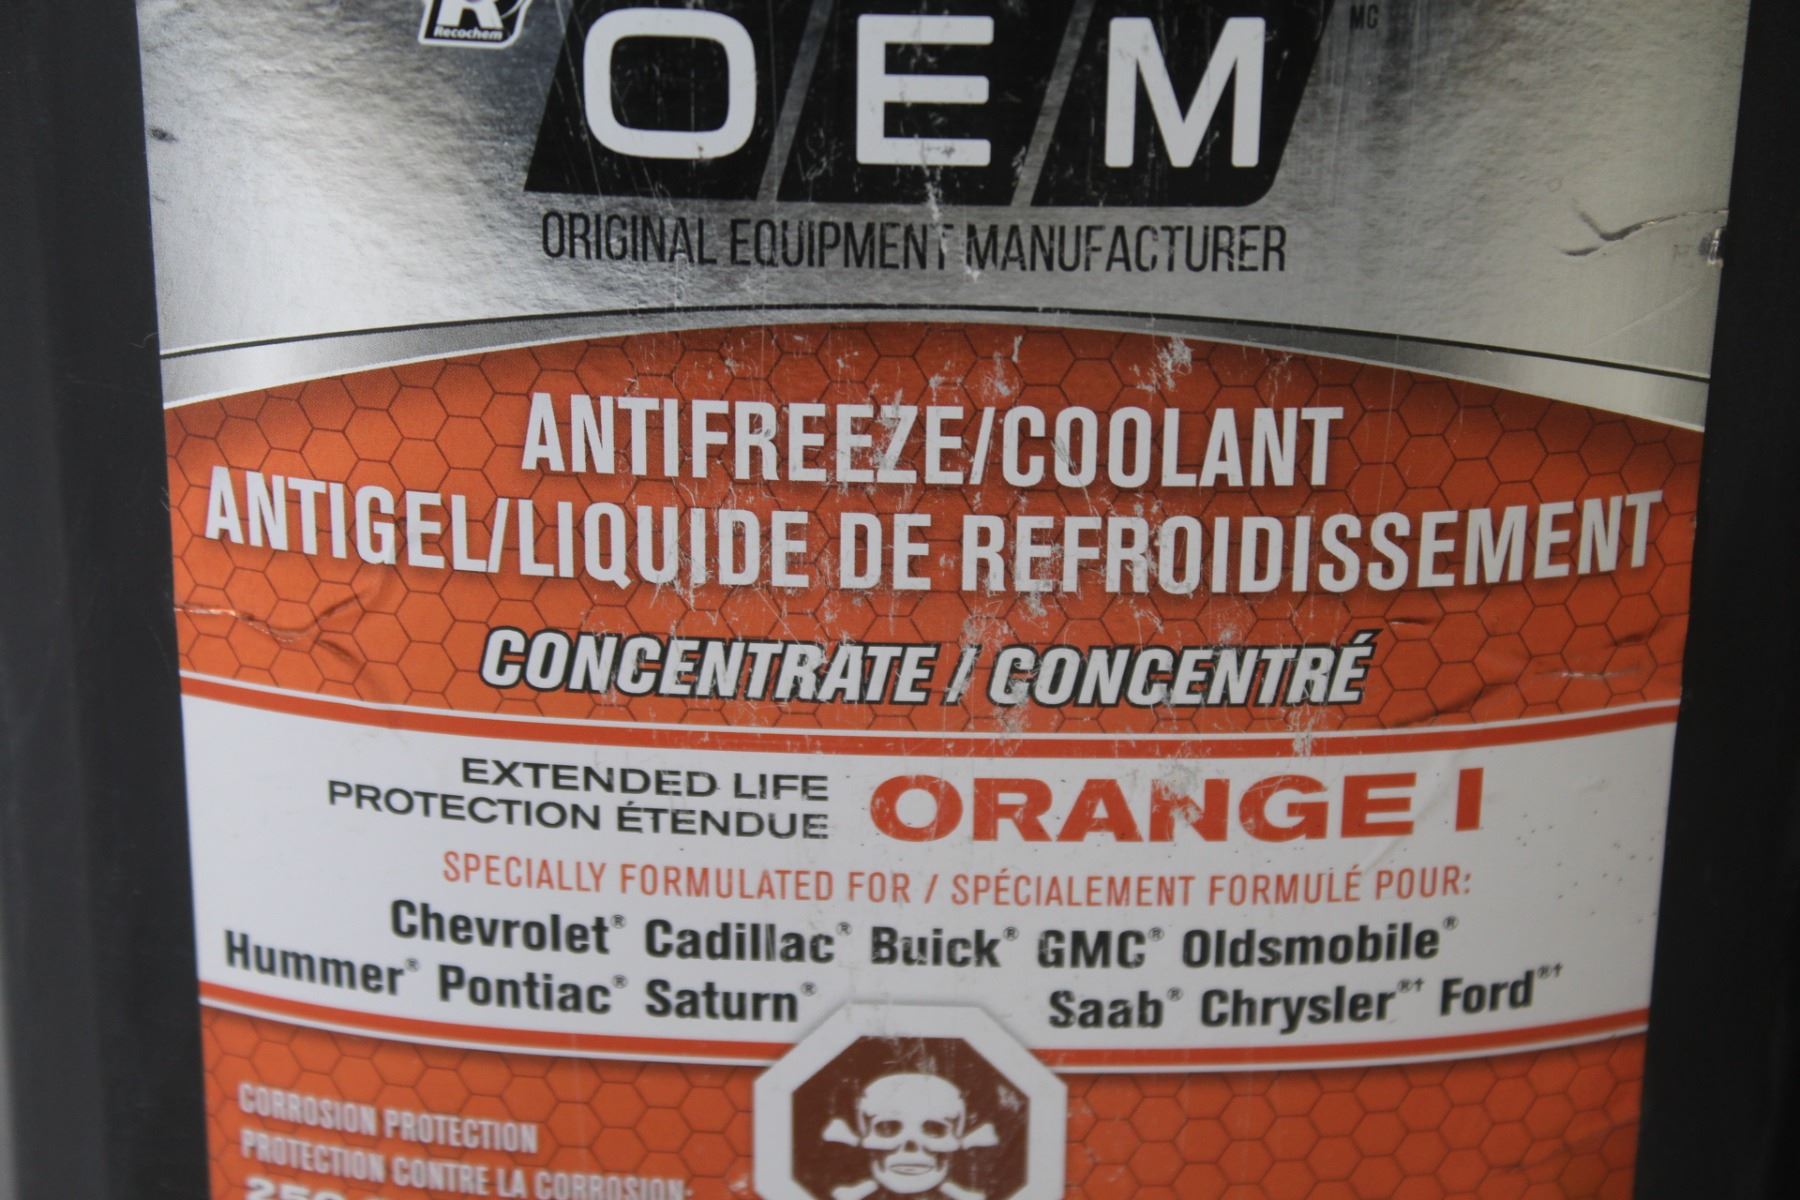 R
Recochem
OEM
MC
ORIGINAL EQUIPMENT MANUFACTURER
ANTIFREEZE/COOLANT
ANTIGEL/LIQUIDE DE REFROIDISSEMENT
CONCENTRATE / CONCENTRÉ
EXTENDED LIFE
PROTECTION ÉTENDUE
ORANGE I
SPECIALLY FORMULATED FOR / SPÉCIALEMENT FORMULÉ POUR:
Chevrolet® Cadillac® Buick® GMC® Oldsmobile®
Hummer® Pontiac® Saturn® Saab® Chrysler®† Ford®†
CORROSION PROTECTION
PROTECTION CONTRE LA CORROSION